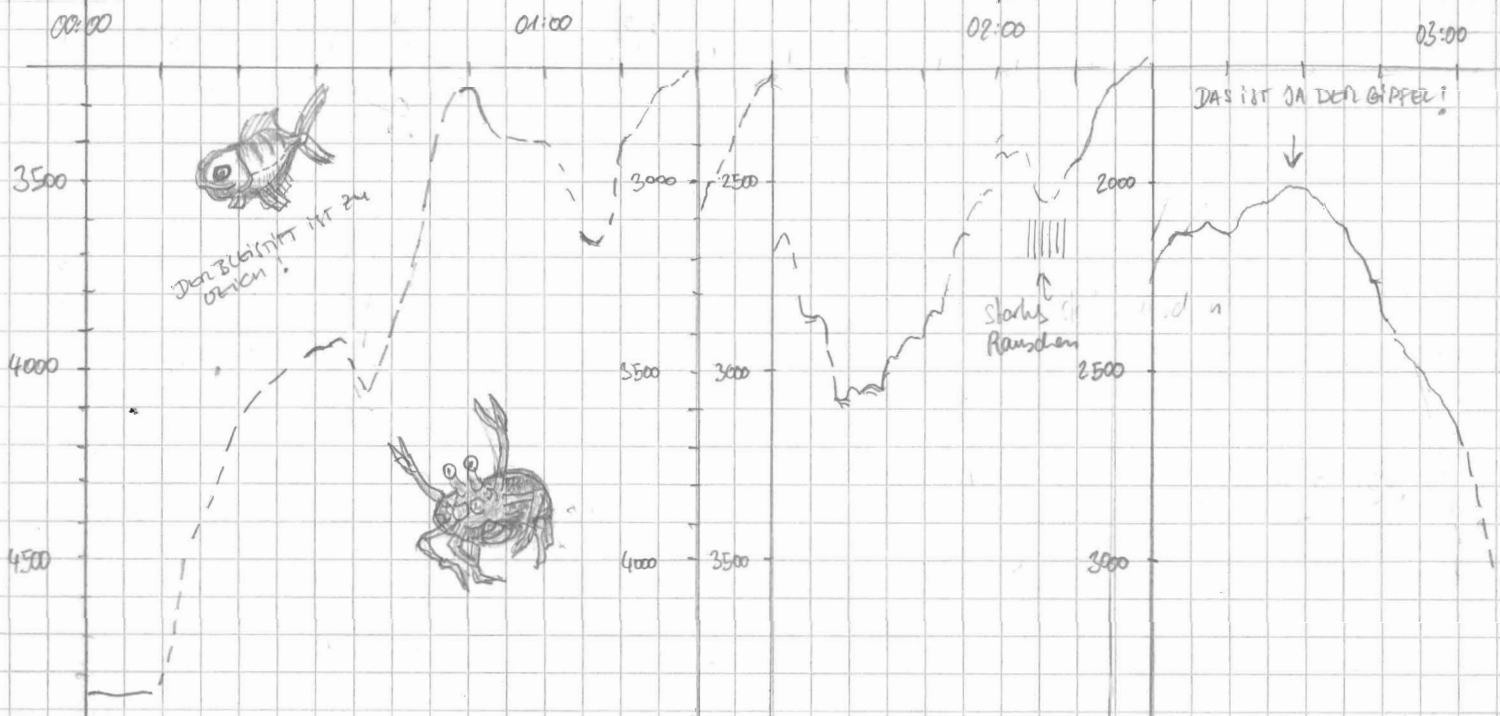 00:00 01:00 02:00 03:00
DAS IST JA DER GIPFEL!
3500 3000 2500 2000
DER BLEISTIFT IST ZU
WEICH!
starkes
Rauschen
4000 3500 3000 2500
4500 4000 3500 3000